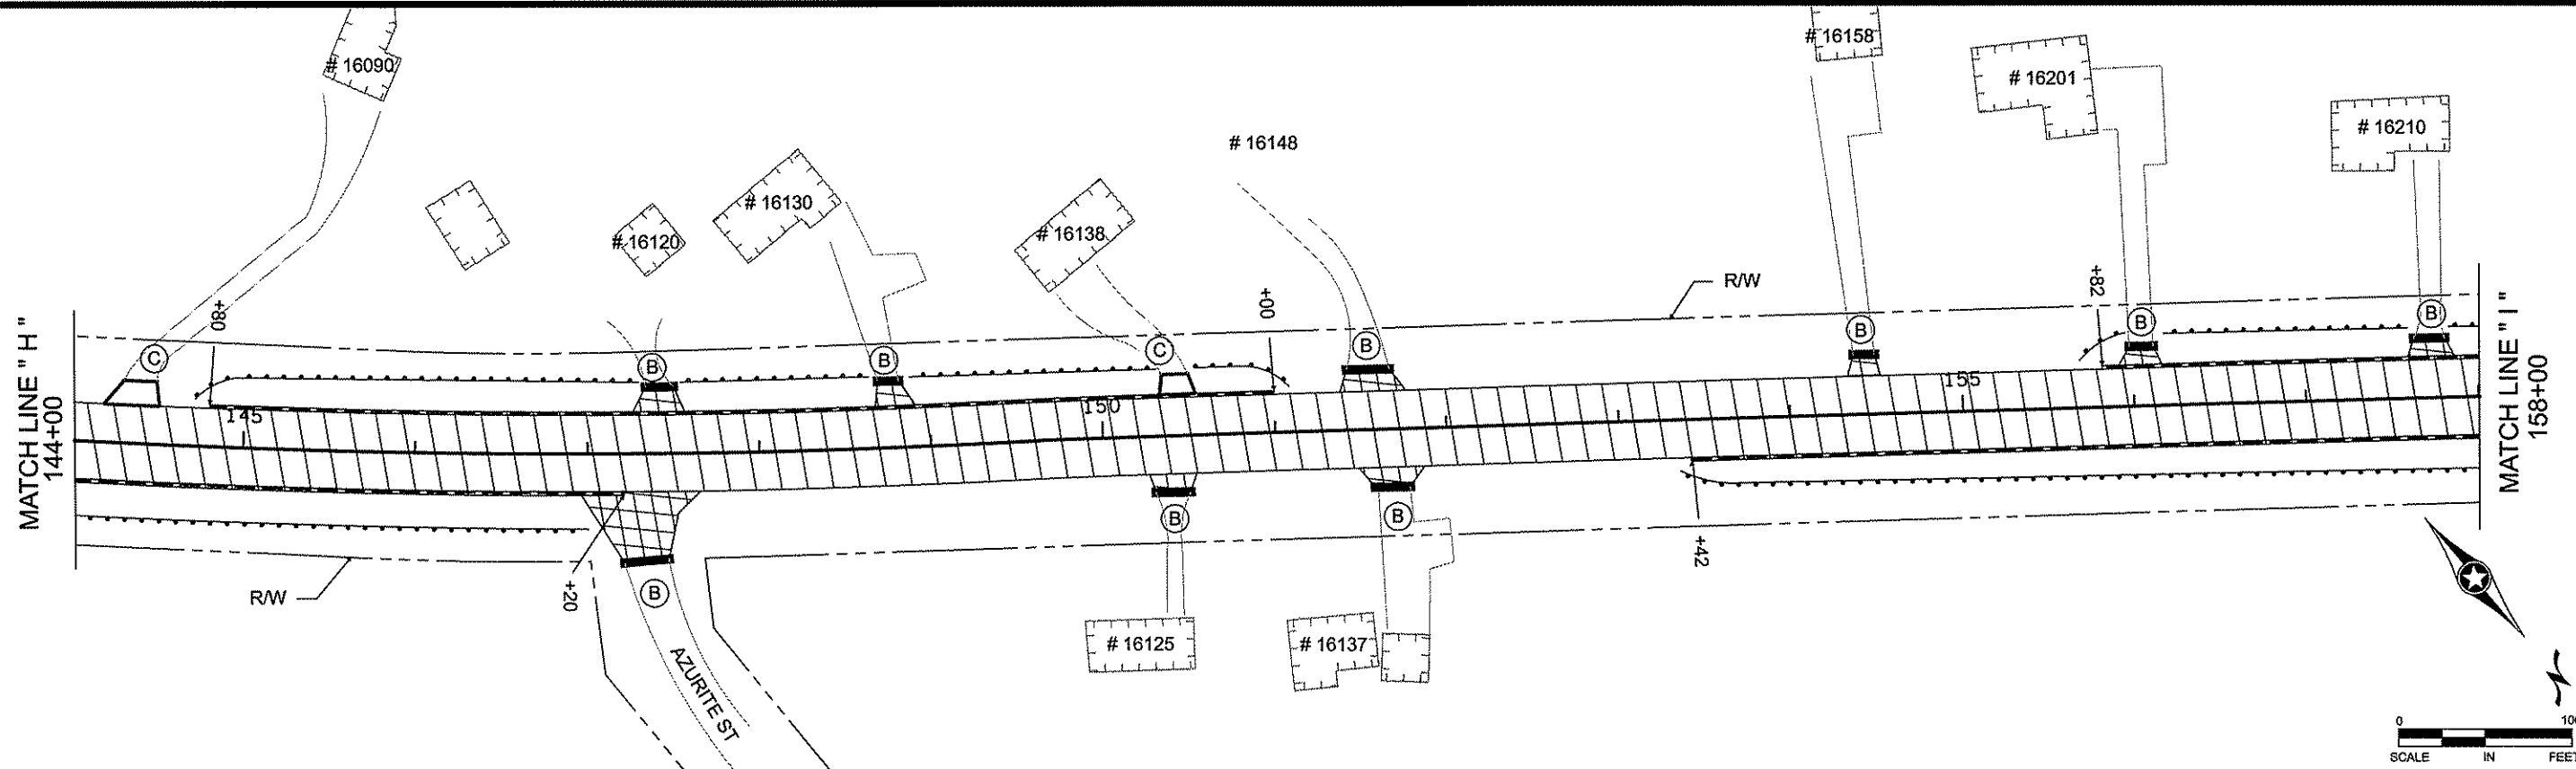 # 16090
# 16158
# 16201
# 16210
# 16148
# 16130
# 16120
# 16138
R/W
+80
+00
+82
MATCH LINE " H "
144+00
C
B
B
C
B
B
B
B
145
150
155
MATCH LINE " I "
158+00
B
B
B
+20
+42
R/W
AZURITE ST
# 16125
# 16137
0
100
SCALE IN FEET